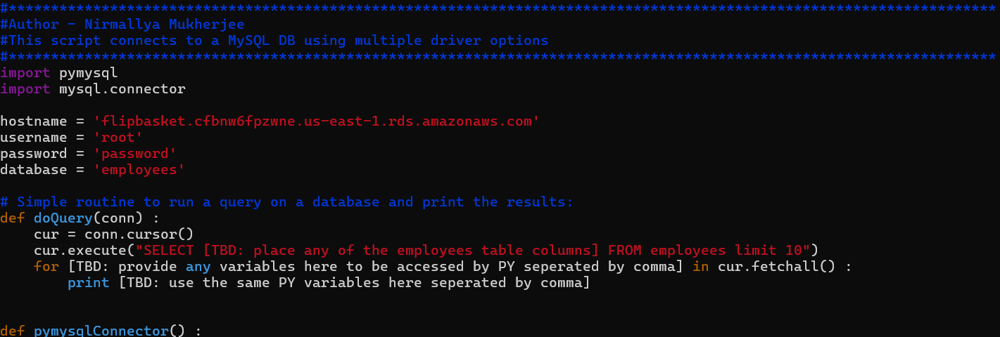 #*********************************************************************************************************************
#Author - Nirmallya Mukherjee
#This script connects to a MySQL DB using multiple driver options
#*********************************************************************************************************************
import pymysql
import mysql.connector
hostname = 'flipbasket.cfbnw6fpzwne.us-east-1.rds.amazonaws.com'
username = 'root'
password = 'password'
database = 'employees'
# Simple routine to run a query on a database and print the results:
def doQuery(conn) :
    cur = conn.cursor()
    cur.execute("SELECT [TBD: place any of the employees table columns] FROM employees limit 10")
    for [TBD: provide any variables here to be accessed by PY seperated by comma] in cur.fetchall() :
        print [TBD: use the same PY variables here seperated by comma]
def pymysqlConnector() :